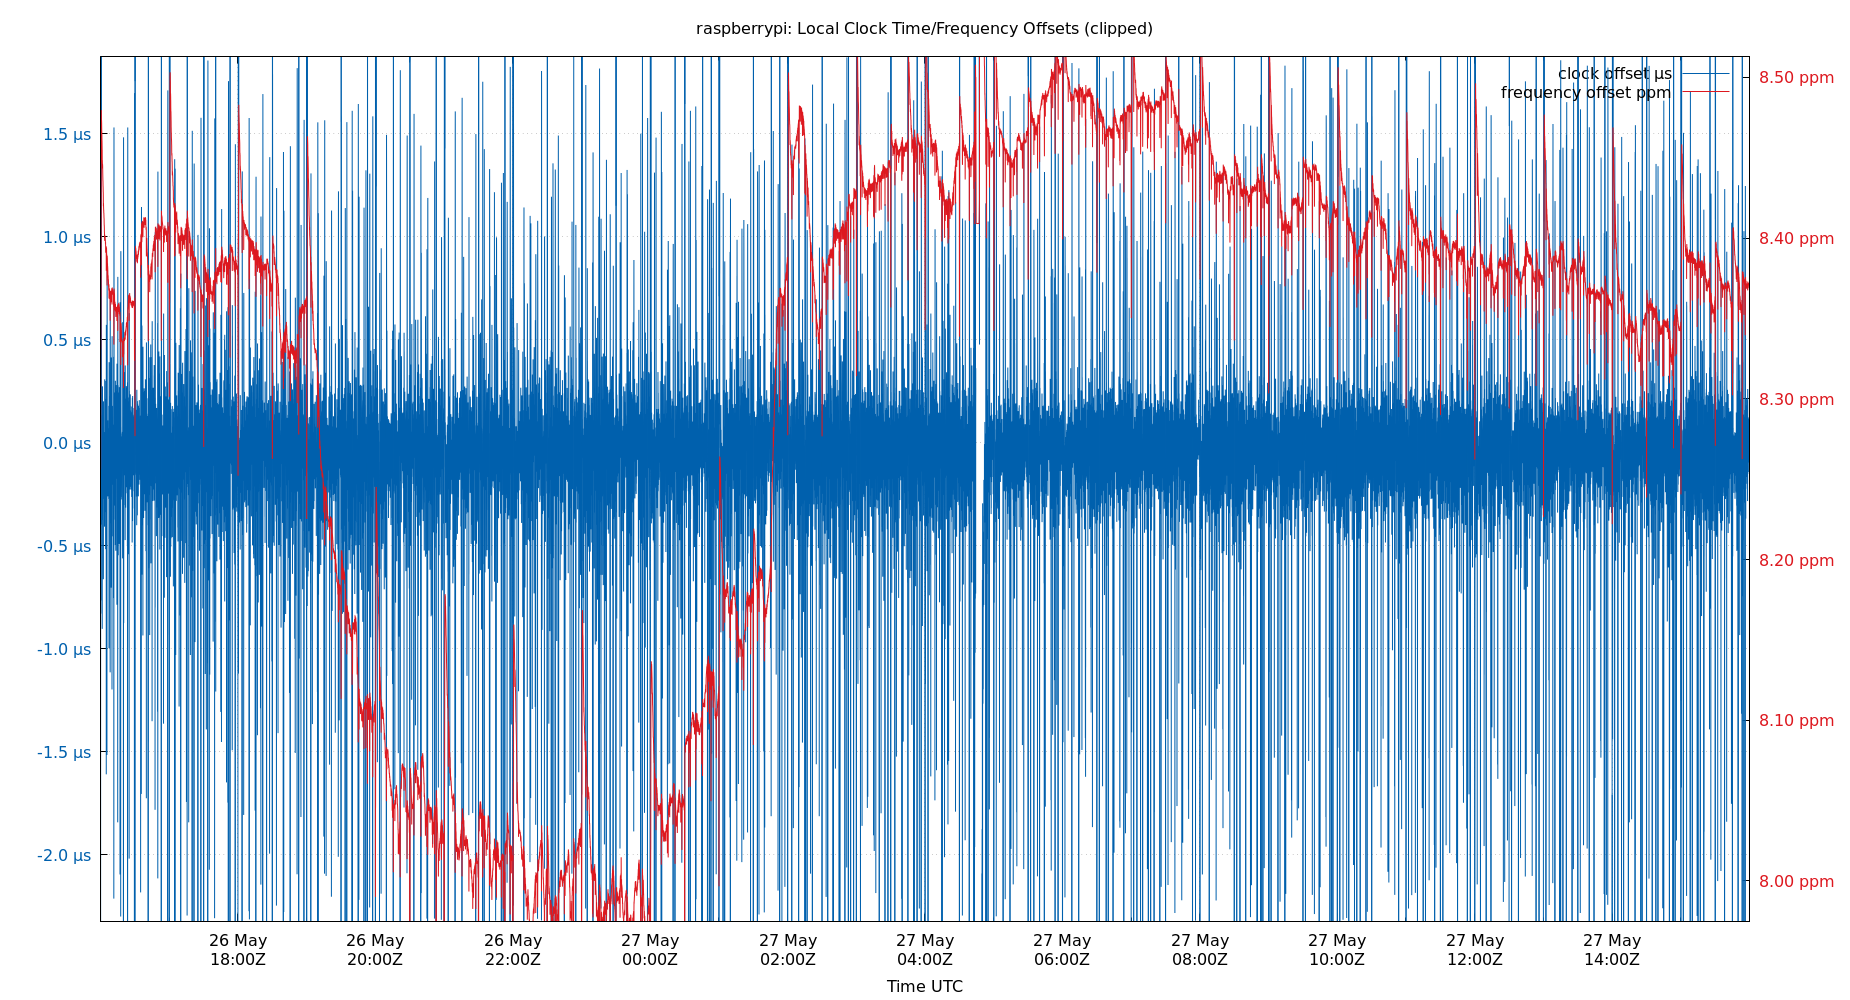 raspberrypi: Local Clock Time/Frequency Offsets (clipped)
clock offset µs
frequency offset ppm
1.5 µs
1.0 µs
0.5 µs
0.0 µs
-0.5 µs
-1.0 µs
-1.5 µs
-2.0 µs
8.50 ppm
8.40 ppm
8.30 ppm
8.20 ppm
8.10 ppm
8.00 ppm
26 May 26 May 26 May 27 May 27 May 27 May 27 May 27 May 27 May 27 May 27 May
18:00Z 20:00Z 22:00Z 00:00Z 02:00Z 04:00Z 06:00Z 08:00Z 10:00Z 12:00Z 14:00Z
Time UTC